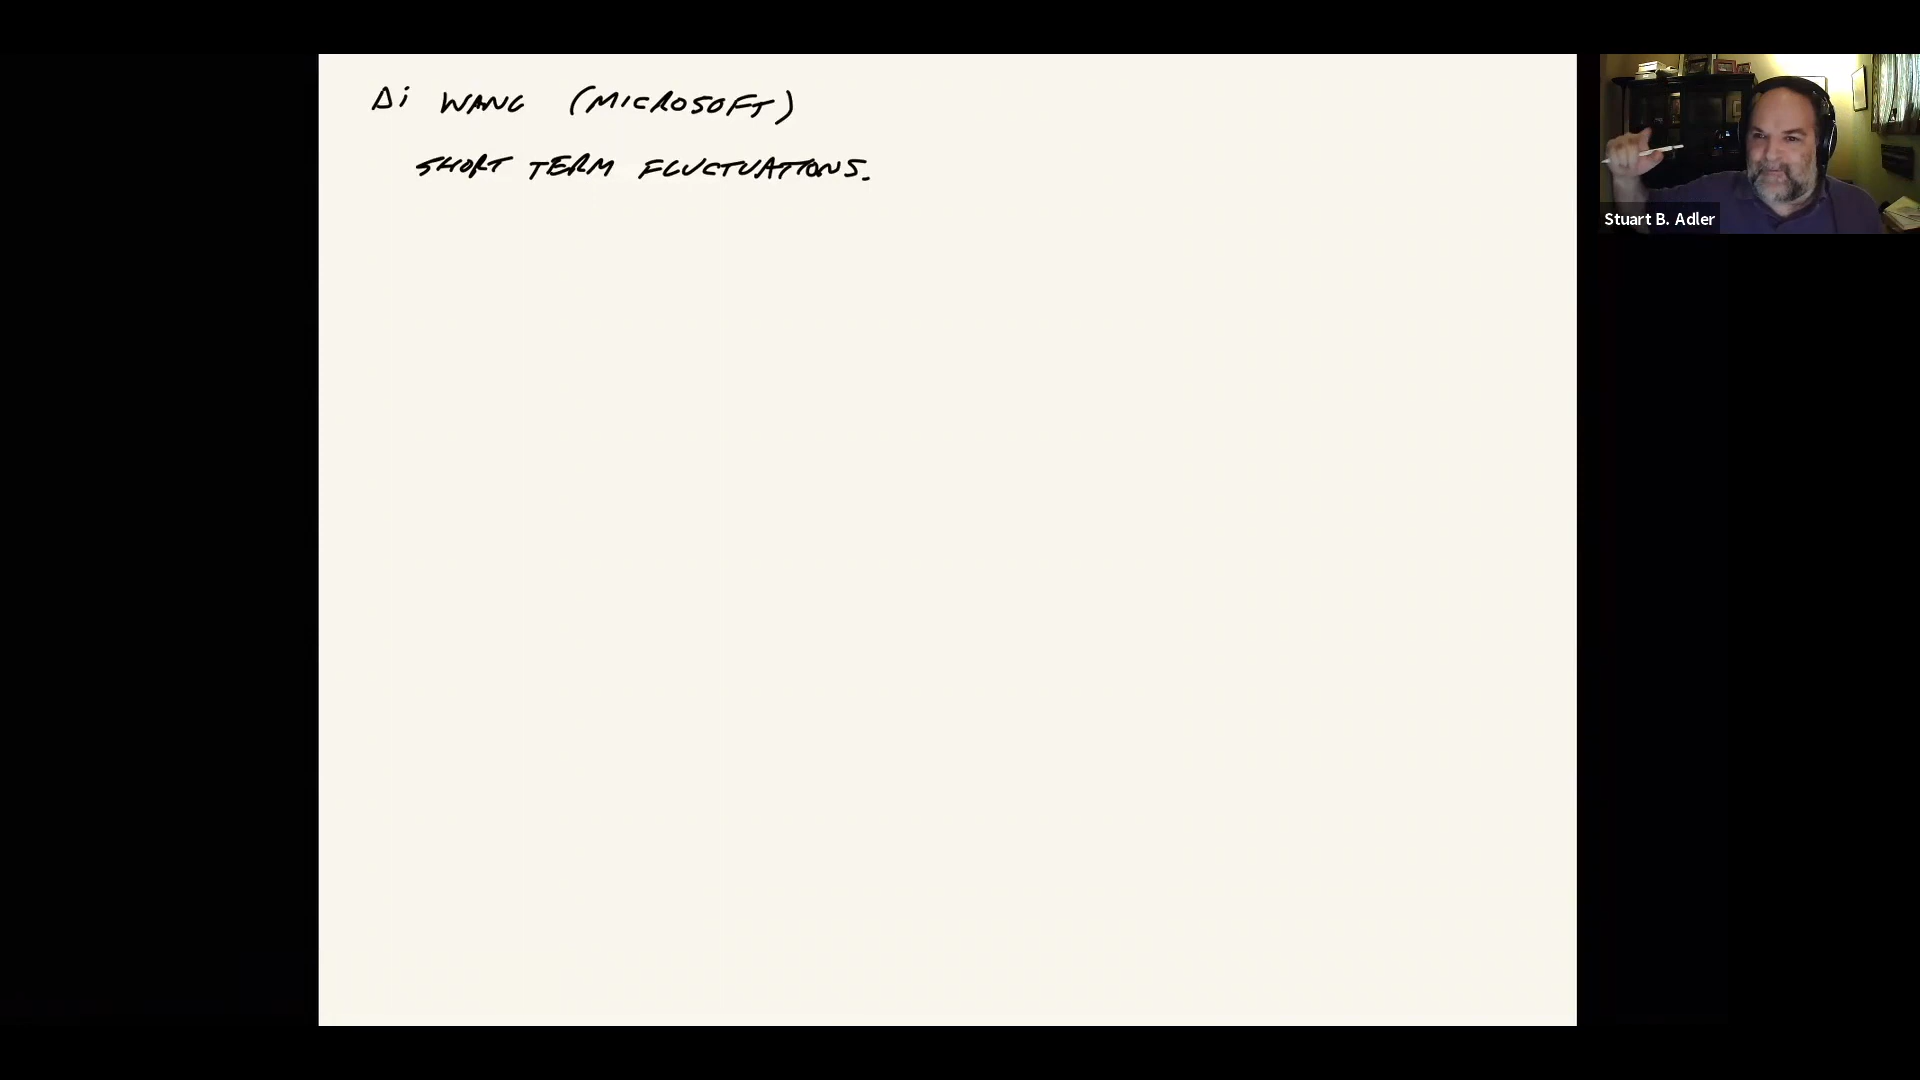 Di WANG (MICROSOFT)
SHORT TERM FLUCTUATIONS.
Stuart B. Adler